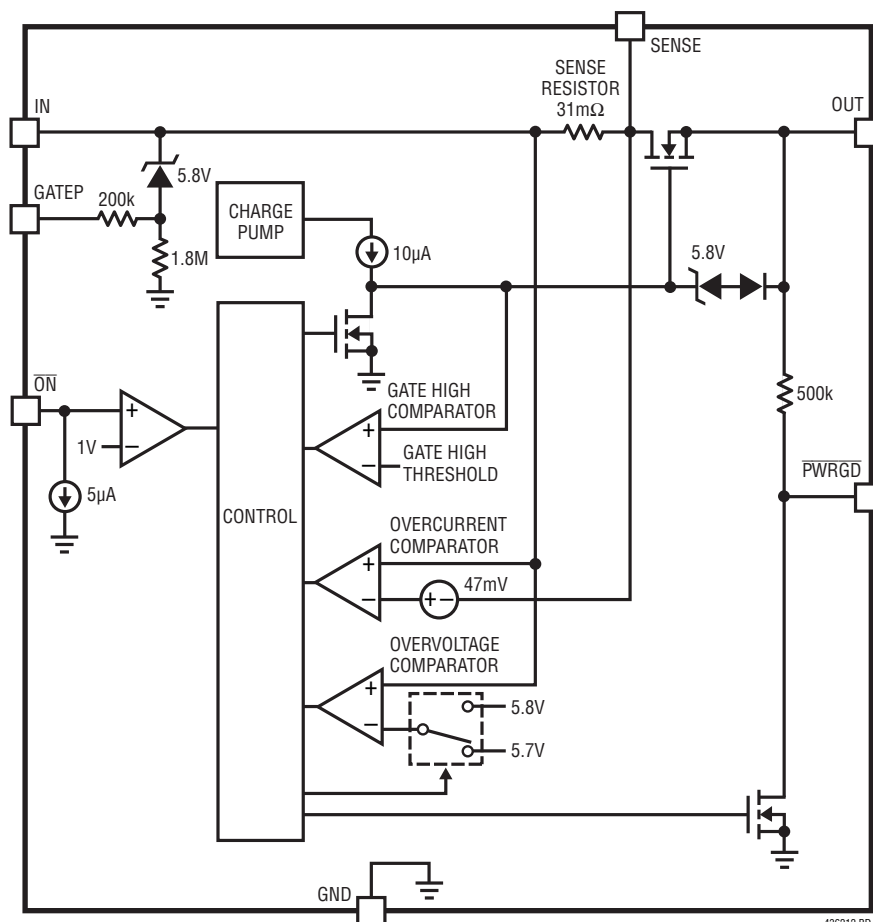 SENSE
SENSE
RESISTOR
31mΩ
IN
OUT
5.8V
GATEP
200k
1.8M
CHARGE
PUMP
10µA
5.8V
ON
+
1V
−
5µA
CONTROL
GATE HIGH
COMPARATOR
+
−
GATE HIGH
THRESHOLD
500k
PWRGD
OVERCURRENT
COMPARATOR
+
−
47mV
+ −
OVERVOLTAGE
COMPARATOR
+
−
5.8V
5.7V
GND
436212 BD